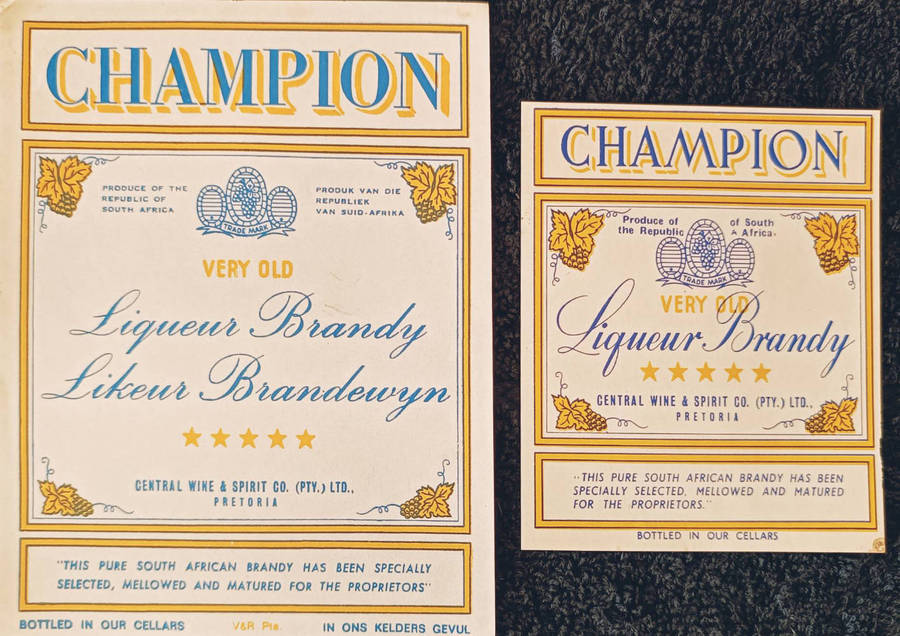 CHAMPION
PRODUCE OF THE
REPUBLIC OF
SOUTH AFRICA
TRADE MARK
PRODUK VAN DIE
REPUBLIEK
VAN SUID-AFRIKA
VERY OLD
Liqueur Brandy
Likeur Brandewyn
CENTRAL WINE & SPIRIT CO. (PTY.) LTD.,
PRETORIA
"THIS PURE SOUTH AFRICAN BRANDY HAS BEEN SPECIALLY
SELECTED, MELLOWED AND MATURED FOR THE PROPRIETORS"
BOTTLED IN OUR CELLARS V&R Pta. IN ONS KELDERS GEVUL
CHAMPION
Produce of of South
the Republic Africa.
TRADE MARK
VERY OLD
Liqueur Brandy
CENTRAL WINE & SPIRIT CO. (PTY.) LTD.,
PRETORIA
"THIS PURE SOUTH AFRICAN BRANDY HAS BEEN
SPECIALLY SELECTED, MELLOWED AND MATURED
FOR THE PROPRIETORS."
BOTTLED IN OUR CELLARS